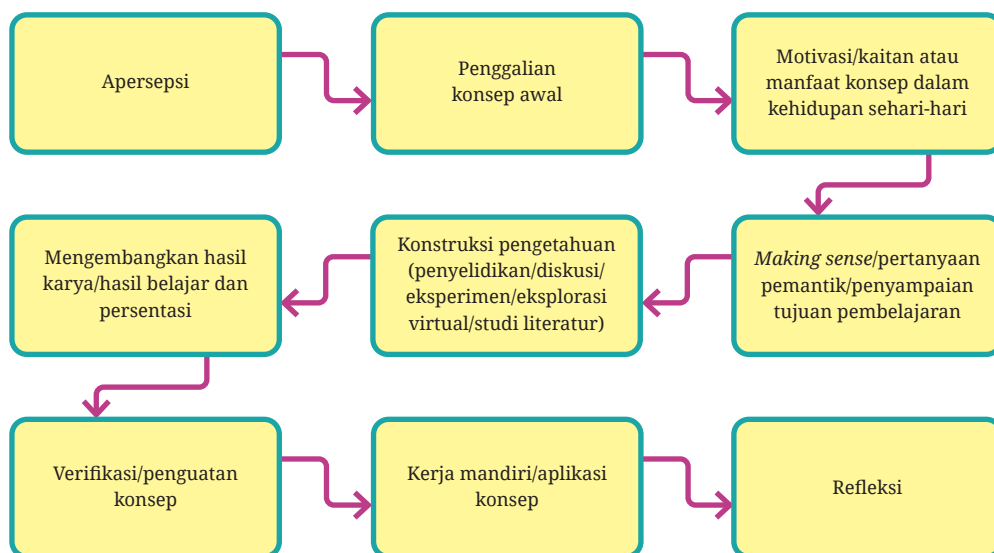 Apersepsi
Penggalian
konsep awal
Motivasi/kaitan atau
manfaat konsep dalam
kehidupan sehari-hari
Making sense/pertanyaan
pemantik/penyampaian
tujuan pembelajaran
Konstruksi pengetahuan
(penyelidikan/diskusi/
eksperimen/eksplorasi
virtual/studi literatur)
Mengembangkan hasil
karya/hasil belajar dan
persentasi
Verifikasi/penguatan
konsep
Kerja mandiri/aplikasi
konsep
Refleksi